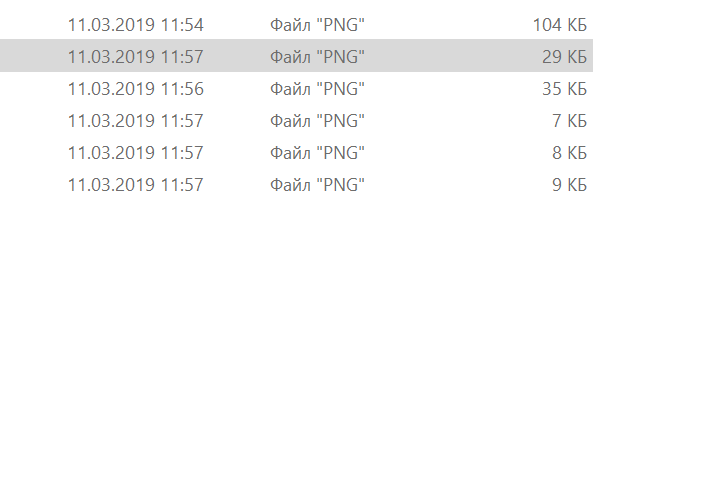 11.03.2019 11:54 Файл "PNG" 104 КБ
11.03.2019 11:57 Файл "PNG" 29 КБ
11.03.2019 11:56 Файл "PNG" 35 КБ
11.03.2019 11:57 Файл "PNG" 7 КБ
11.03.2019 11:57 Файл "PNG" 8 КБ
11.03.2019 11:57 Файл "PNG" 9 КБ